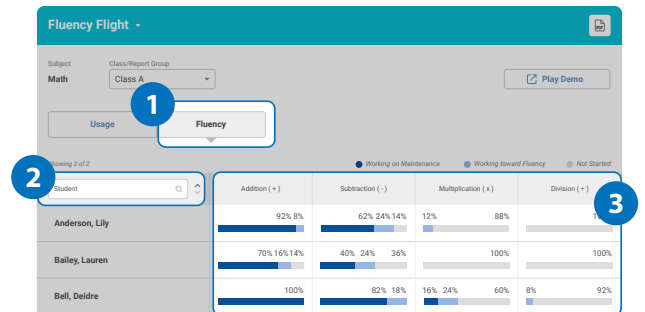 Fluency Flight
PDF
Subject Class/Report Group
Math Class A
Play Demo
1
Usage Fluency
Showing 2 of 2
Working on Maintenance Working toward Fluency Not Started
2
Student Addition ( + ) Subtraction ( - ) Multiplication ( x ) Division ( ÷ )
3
Anderson, Lily 92% 8% 62% 24% 14% 12% 88%
Bailey, Lauren 70% 16% 14% 40% 24% 36% 100% 100%
Bell, Deidre 100% 82% 18% 16% 24% 60% 8% 92%